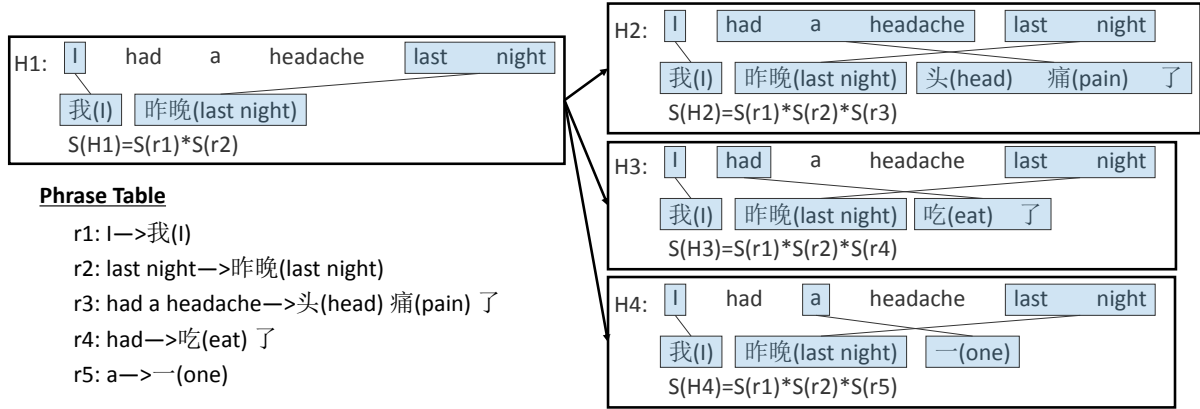 H1: I had a headache last night
我(I) 昨晚(last night)
S(H1)=S(r1)*S(r2)
Phrase Table
r1: I—>我(I)
r2: last night—>昨晚(last night)
r3: had a headache—>头(head) 痛(pain) 了
r4: had—>吃(eat) 了
r5: a—>一(one)
H2: I had a headache last night
我(I) 昨晚(last night) 头(head) 痛(pain) 了
S(H2)=S(r1)*S(r2)*S(r3)
H3: I had a headache last night
我(I) 昨晚(last night) 吃(eat) 了
S(H3)=S(r1)*S(r2)*S(r4)
H4: I had a headache last night
我(I) 昨晚(last night) 一(one)
S(H4)=S(r1)*S(r2)*S(r5)